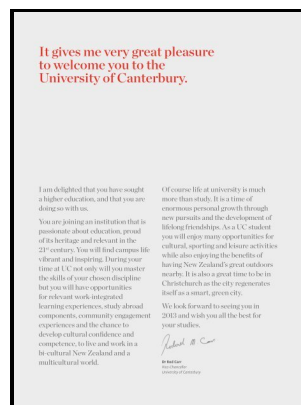 It gives me very great pleasure
to welcome you to the
University of Canterbury.
I am delighted that you have sought
a higher education, and that you are
doing so with us.
You are joining an institution that is
passionate about education, proud
of its heritage and relevant in the
21st century. You will find campus life
vibrant and inspiring. During your
time at UC not only will you master
the skills of your chosen discipline
but you will have opportunities
for relevant work-integrated
learning experiences, study abroad
components, community engagement
experiences and the chance to
develop cultural confidence and
competence, to live and work in a
bi-cultural New Zealand and a
multicultural world.
Of course life at university is much
more than study. It is a time of
enormous personal growth through
new pursuits and the development of
lifelong friendships. As a UC student
you will enjoy many opportunities for
cultural, sporting and leisure activities
while also enjoying the benefits of
having New Zealand's great outdoors
nearby. It is also a great time to be in
Christchurch as the city regenerates
itself as a smart, green city.
We look forward to seeing you in
2013 and wish you all the best for
your studies.
Dr Rod Carr
Vice-Chancellor
University of Canterbury